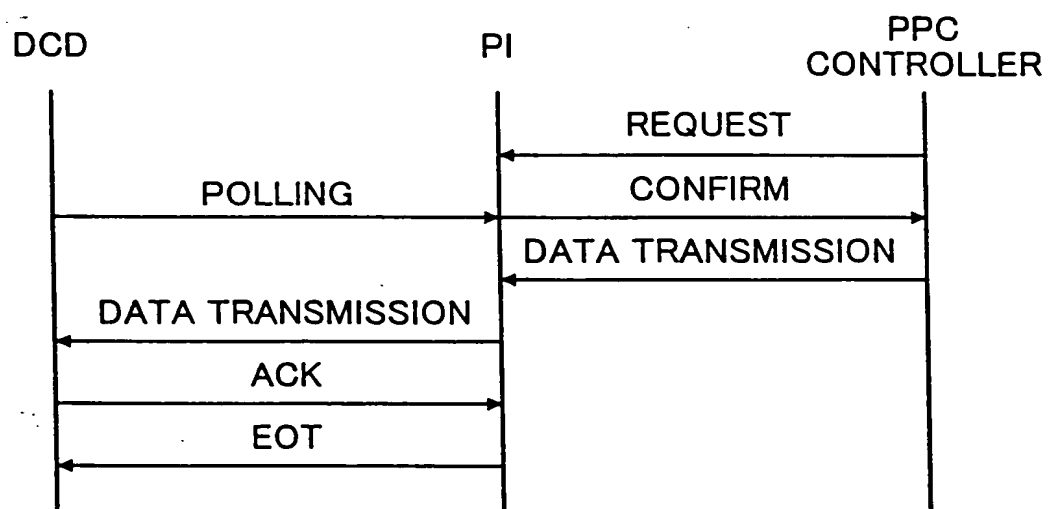 DCD
PI
PPC
CONTROLLER
REQUEST
POLLING
CONFIRM
DATA TRANSMISSION
DATA TRANSMISSION
ACK
EOT